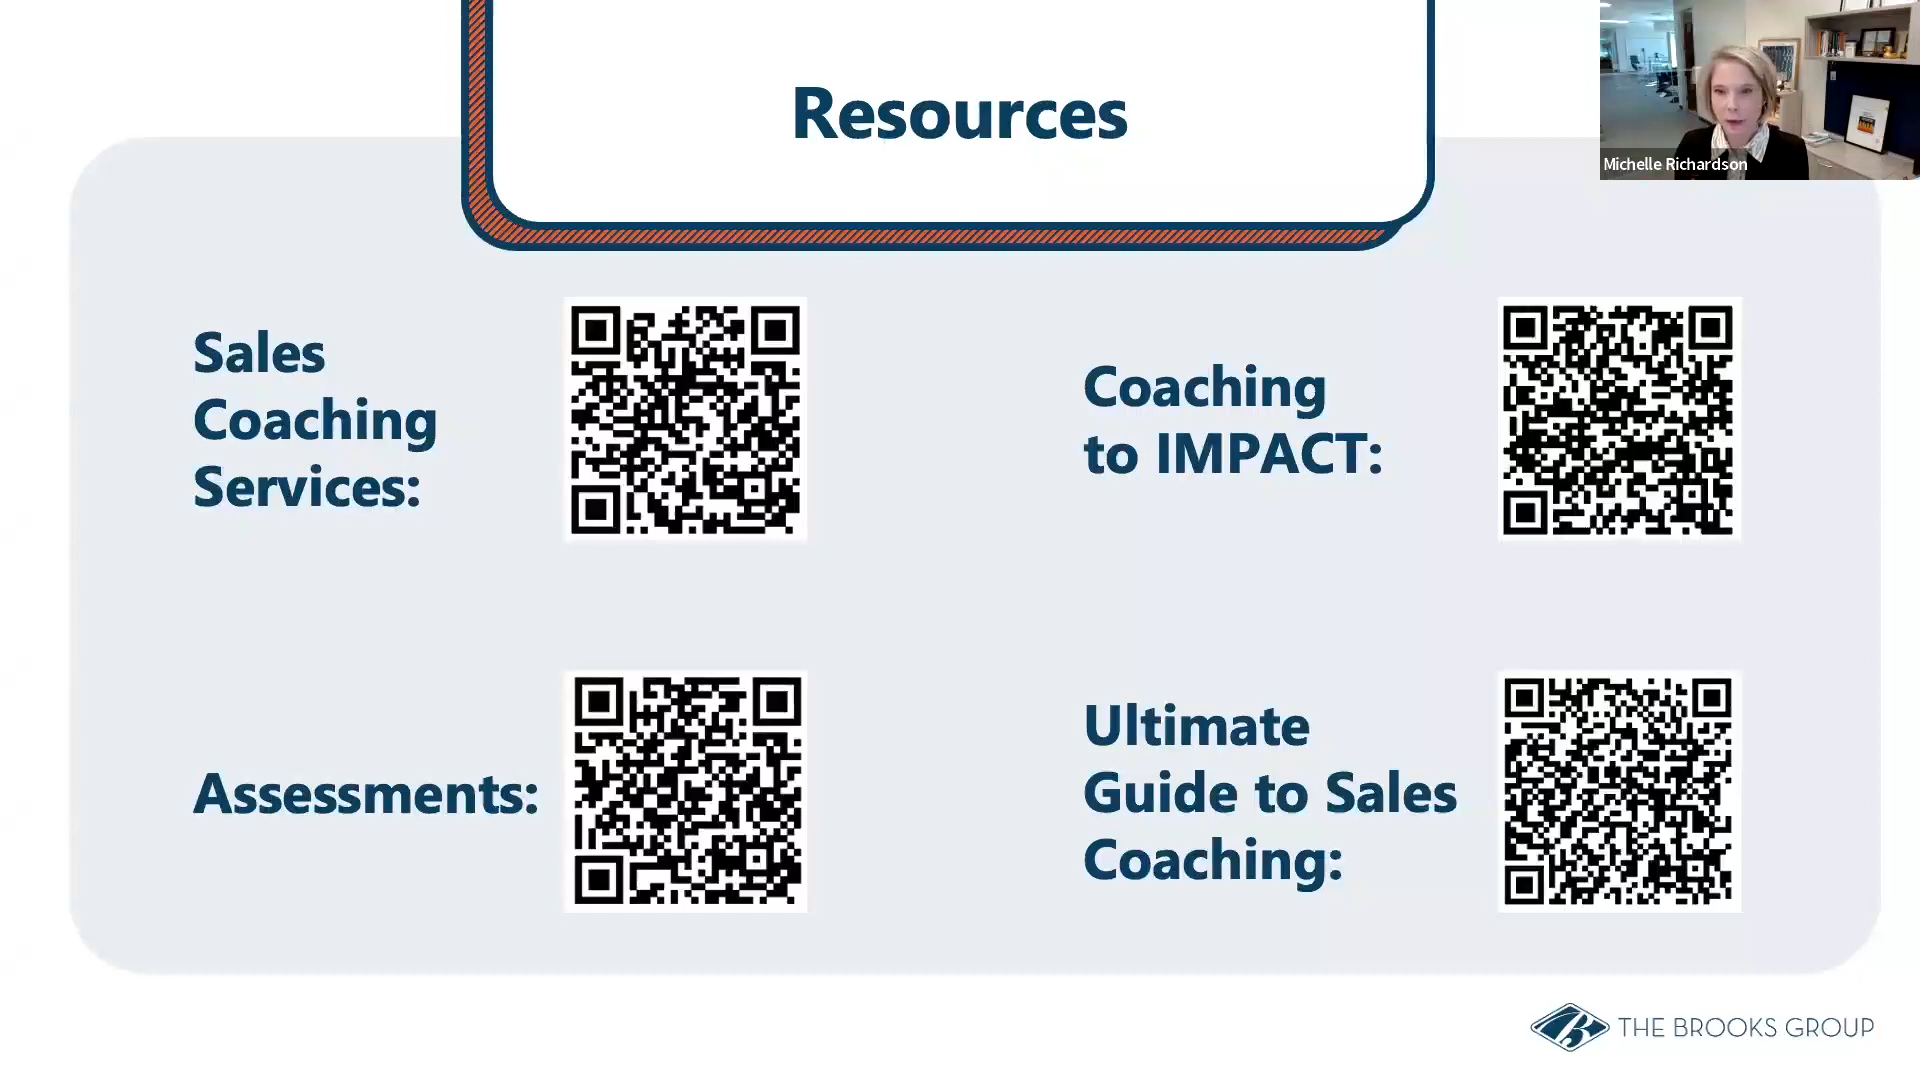 Resources
Michelle Richardson
Sales
Coaching
Services:
Coaching
to IMPACT:
Assessments:
Ultimate
Guide to Sales
Coaching:
THE BROOKS GROUP